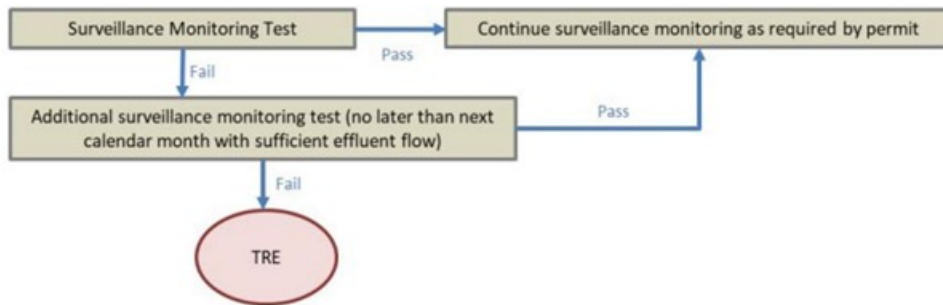 Surveillance Monitoring Test
Continue surveillance monitoring as required by permit
Pass
Fail
Additional surveillance monitoring test (no later than next
calendar month with sufficient effluent flow)
Pass
Fail
TRE